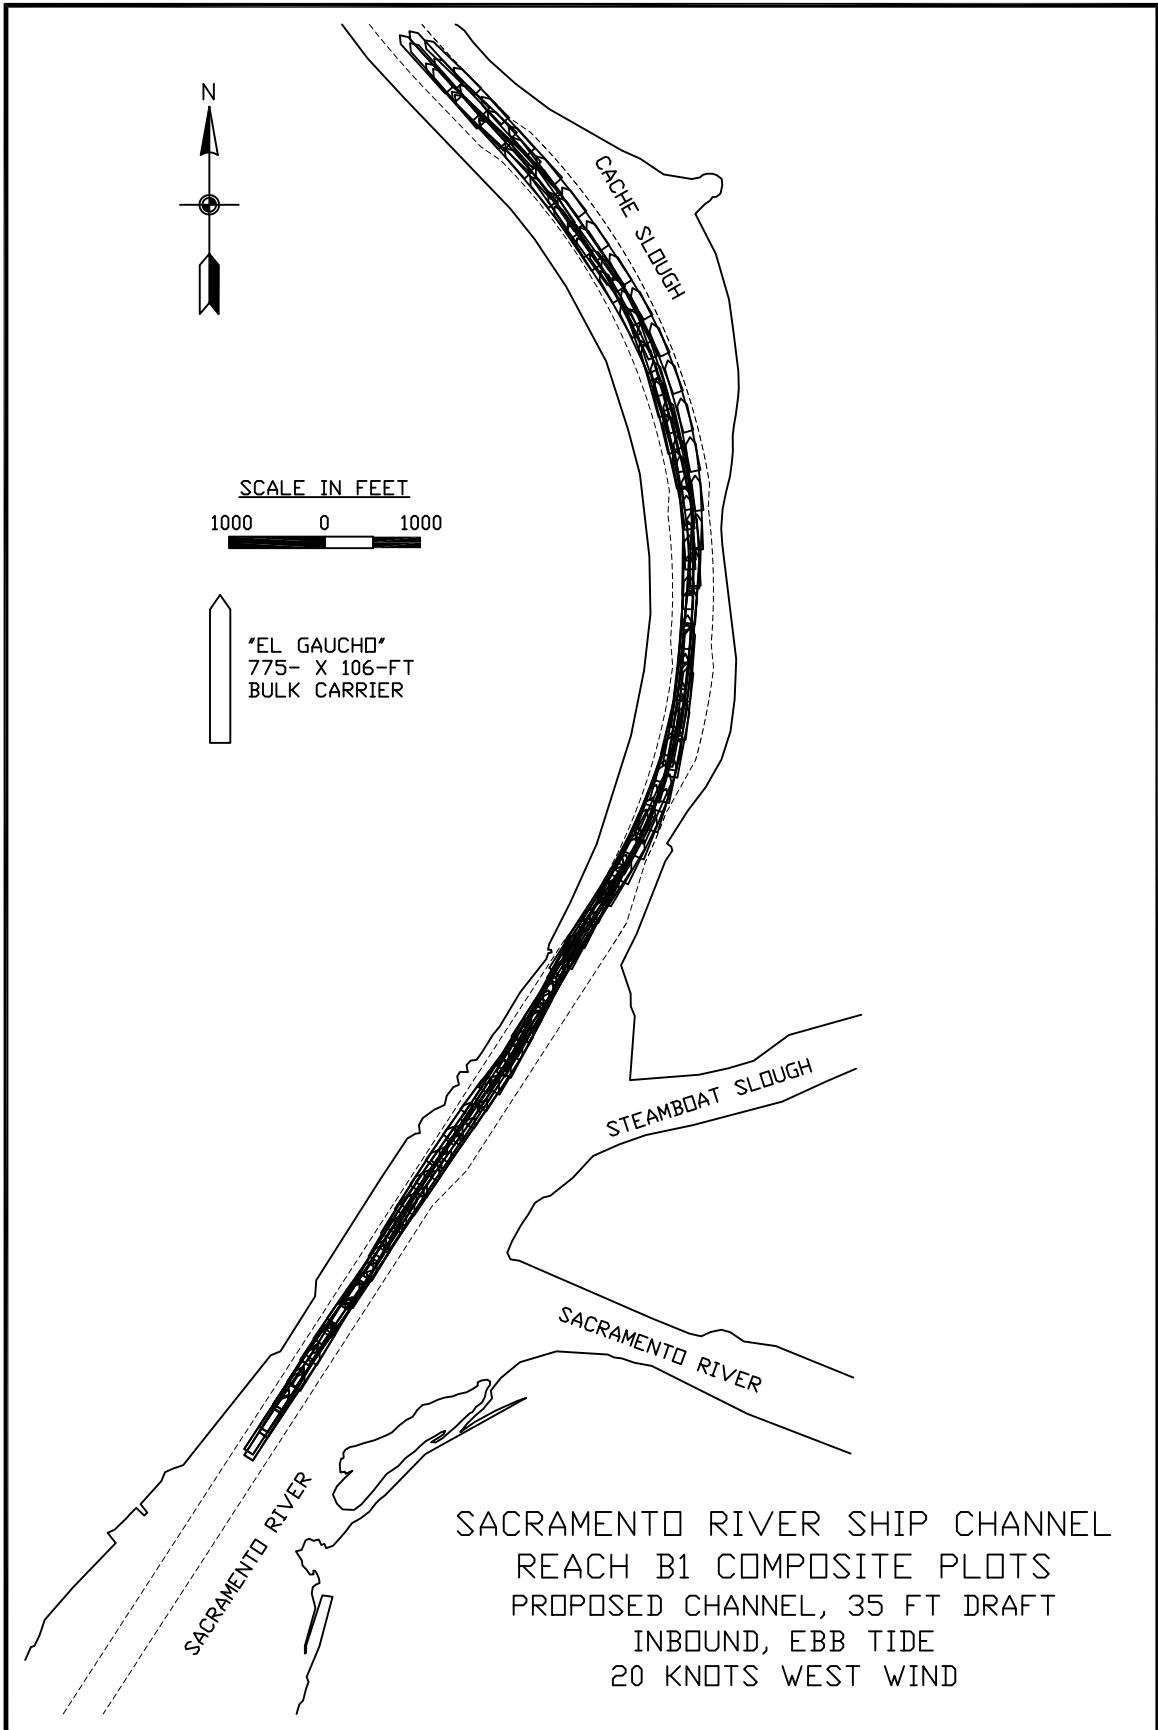 N
CACHE SLOUGH
SCALE IN FEET
1000 0 1000
"EL GAUCHO"
775- X 106-FT
BULK CARRIER
STEAMBOAT SLOUGH
SACRAMENTO RIVER
SACRAMENTO RIVER
SACRAMENTO RIVER SHIP CHANNEL
REACH B1 COMPOSITE PLOTS
PROPOSED CHANNEL, 35 FT DRAFT
INBOUND, EBB TIDE
20 KNOTS WEST WIND